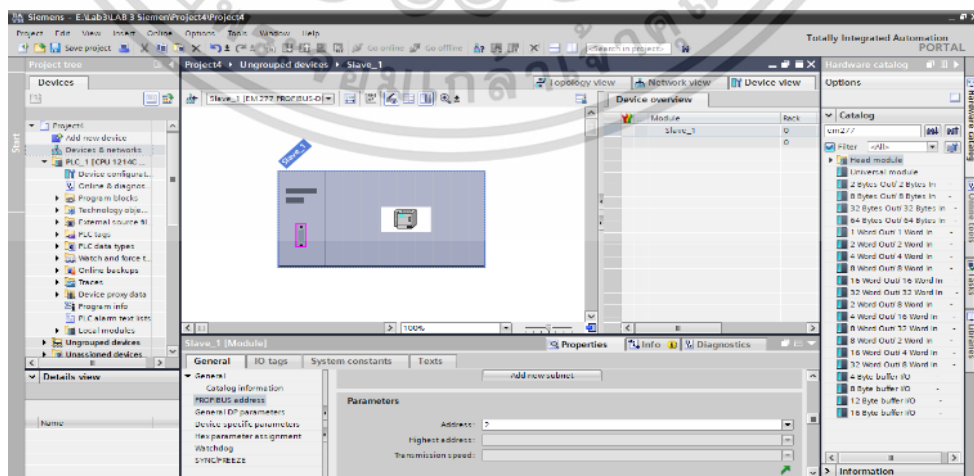 Siemens - E:\Lab3\LAB 3 Siemen\Project4\Project4
Project Edit View Insert Online Options Tools Window Help
Totally Integrated Automation
PORTAL
Save project
Go online
Go offline
<Search in project>
Project tree
Project4 ▸ Ungrouped devices ▸ Slave_1
Hardware catalog
Devices
Topology view
Network view
Device view
Options
Slave_1 [EM 277 PROFIBUS-D
Device overview
Module
Rack
Slave_1
0
0
Catalog
em277
Filter
<All>
Head module
Universal module
2 Bytes Out/ 2 Bytes In
8 Bytes Out/ 8 Bytes In
32 Bytes Out/ 32 Bytes In
64 Bytes Out/ 64 Bytes In
1 Word Out/ 1 Word In
2 Word Out/ 2 Word In
4 Word Out/ 4 Word In
8 Word Out/ 8 Word In
16 Word Out/ 16 Word In
32 Word Out/ 32 Word In
2 Word Out/ 8 Word In
4 Word Out/ 16 Word In
8 Word Out/ 32 Word In
8 Word Out/ 2 Word In
16 Word Out/ 4 Word In
32 Word Out/ 8 Word In
4 Byte buffer I/O
8 Byte buffer I/O
12 Byte buffer I/O
16 Byte buffer I/O
Information
Hardware catalog
Online tools
Tasks
Libraries
Start
Project4
Add new device
Devices & networks
PLC_1 [CPU 1214C ...
Device configurat...
Online & diagnos...
Program blocks
Technology obje...
External source fil...
PLC tags
PLC data types
Watch and force t...
Online backups
Traces
Device proxy data
Program info
PLC alarm text lists
Local modules
Ungrouped devices
Unassigned devices
Details view
Name
Slave_1
100%
Slave_1 [Module]
Properties
Info
Diagnostics
General
IO tags
System constants
Texts
General
Catalog information
PROFIBUS address
General DP parameters
Device specific parameters
Hex parameter assignment
Watchdog
SYNC/FREEZE
Add new subnet
Parameters
Address: 2
Highest address:
Transmission speed: